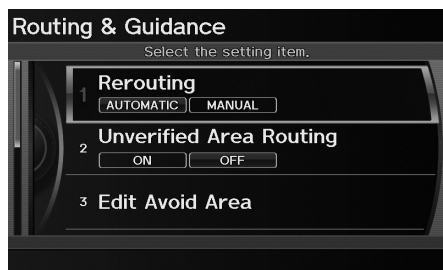 Routing & Guidance
Select the setting item.
1 Rerouting
AUTOMATIC MANUAL
2 Unverified Area Routing
ON OFF
3 Edit Avoid Area